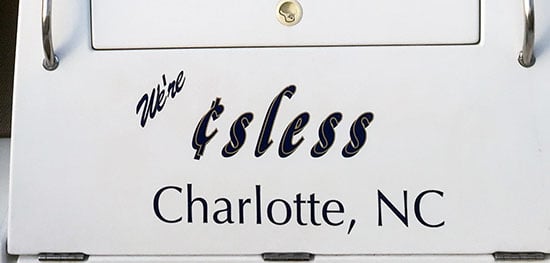 We're
¢sless
Charlotte, NC